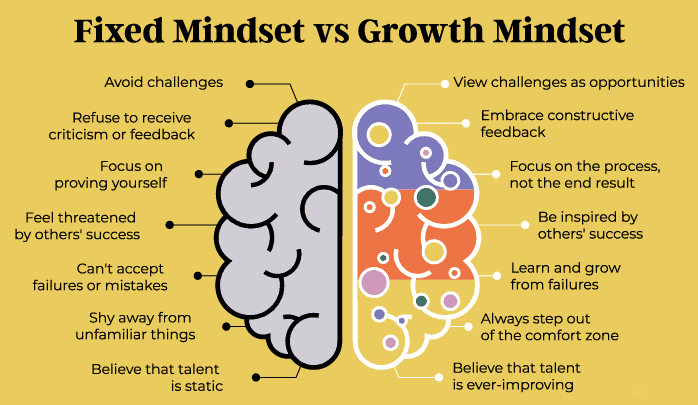 Fixed Mindset vs Growth Mindset
Avoid challenges
Refuse to receive
criticism or feedback
Focus on
proving yourself
Feel threatened
by others' success
Can't accept
failures or mistakes
Shy away from
unfamiliar things
Believe that talent
is static
View challenges as opportunities
Embrace constructive
feedback
Focus on the process,
not the end result
Be inspired by
others' success
Learn and grow
from failures
Always step out
of the comfort zone
Believe that talent
is ever-improving